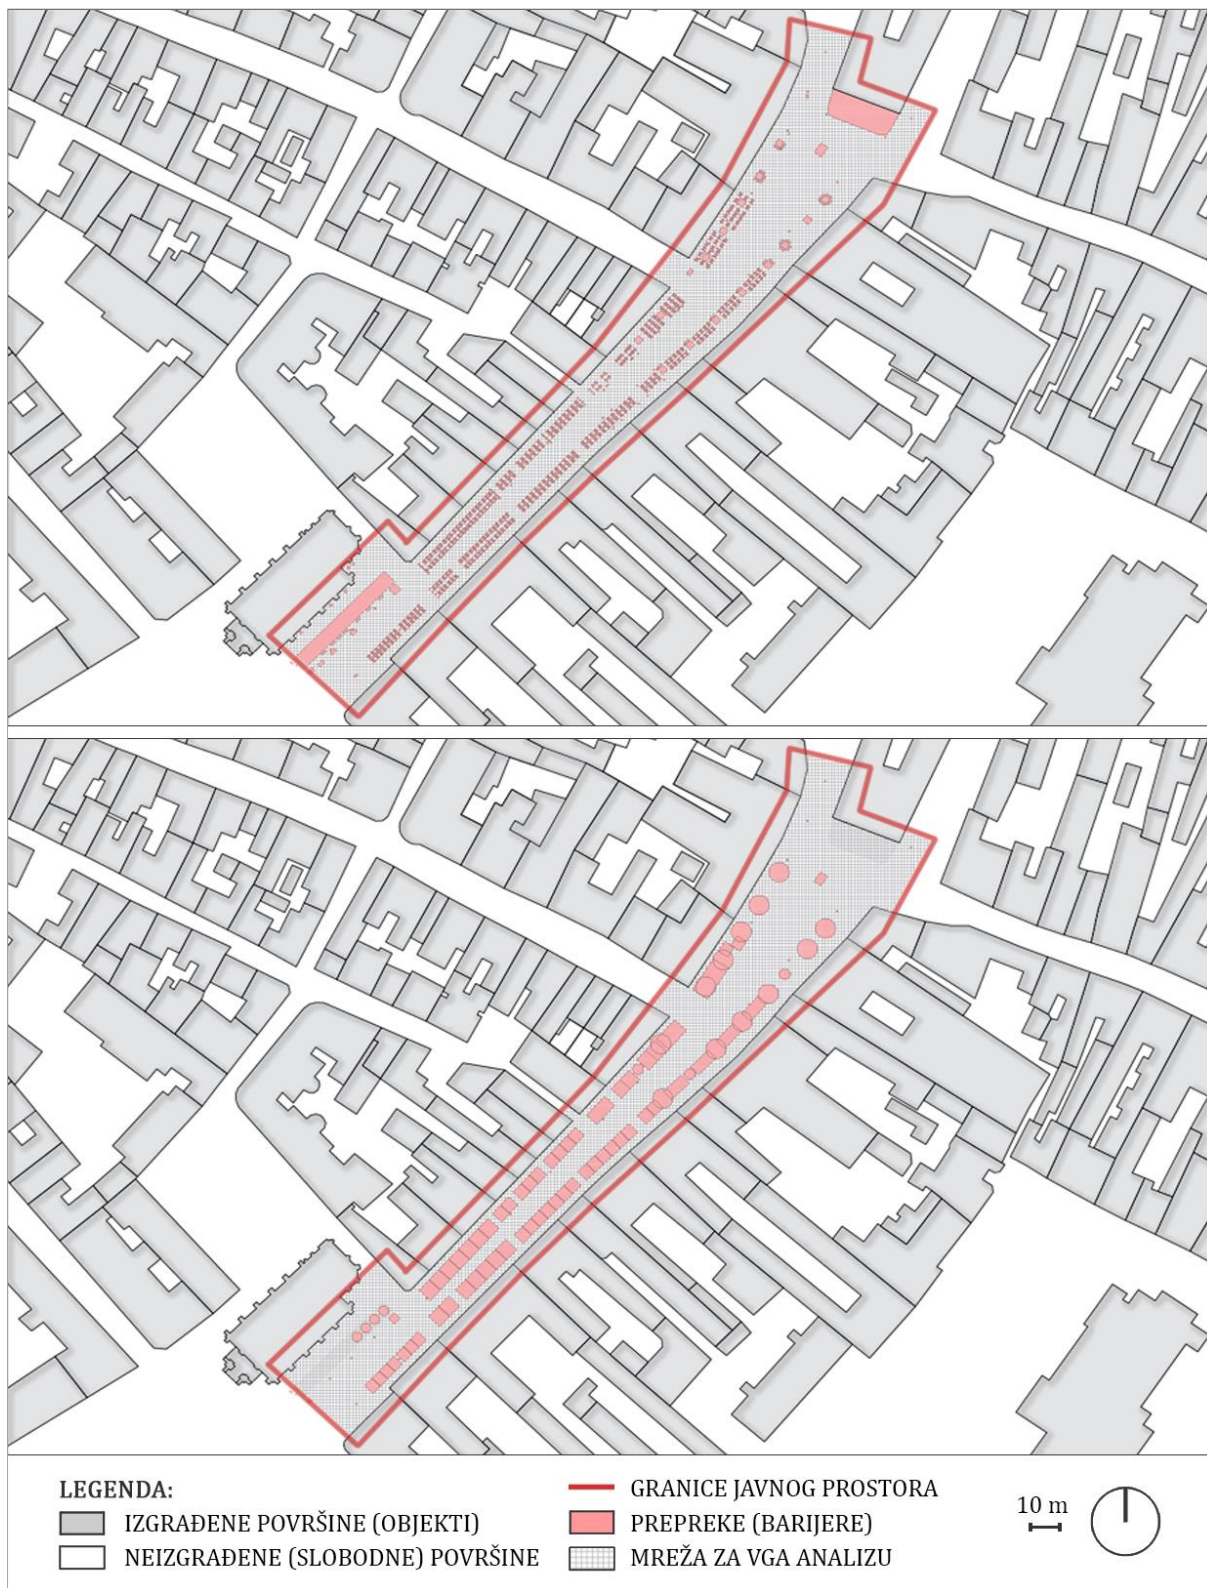 LEGENDA:
IZGRAĐENE POVRŠINE (OBJEKTI)
NEIZGRAĐENE (SLOBODNE) POVRŠINE
GRANICE JAVNOG PROSTORA
PREPREKE (BARIJERE)
MREŽA ZA VGA ANALIZU
10 m